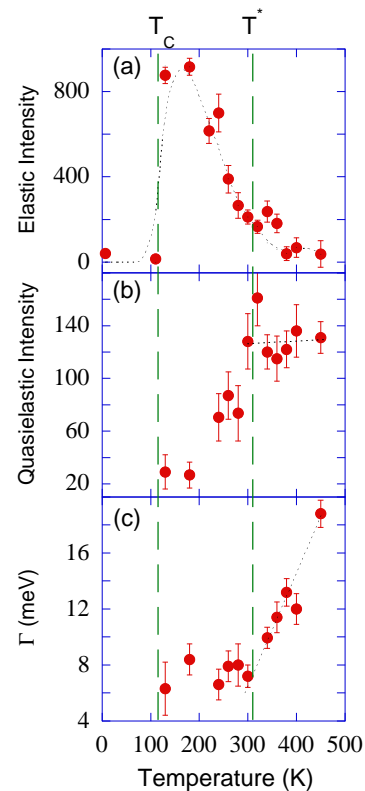 T_C T^*
(a)
800
400
0
Elastic Intensity
(b)
140
100
60
20
Quasielastic Intensity
(c)
16
12
8
4
Γ (meV)
0 100 200 300 400 500
Temperature (K)